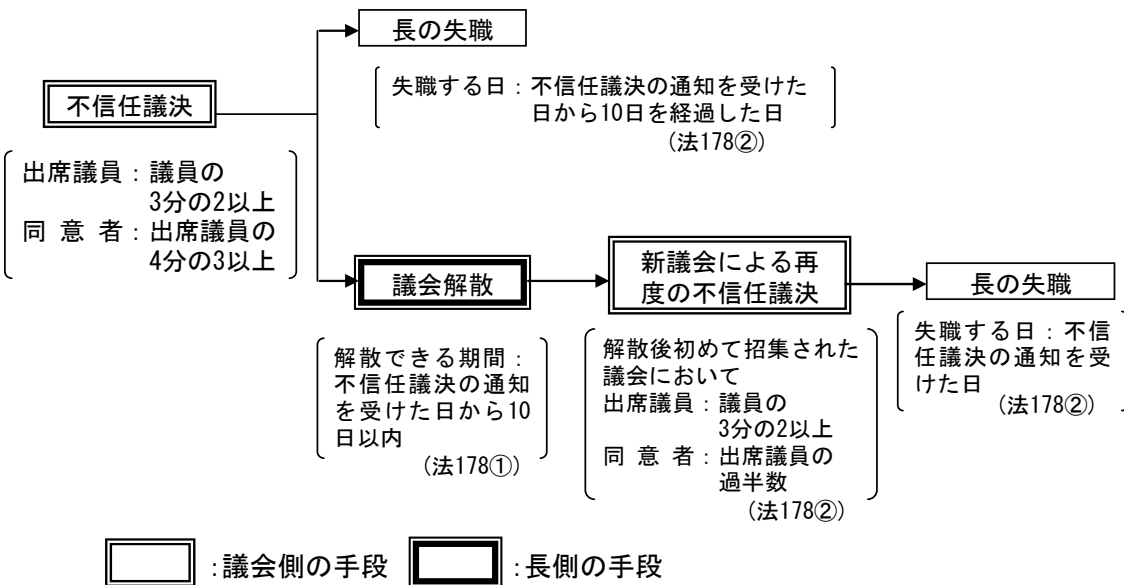 長の失職
失職する日：不信任議決の通知を受けた
日から10日を経過した日
（法178②）
不信任議決
出席議員：議員の
3分の2以上
同 意 者：出席議員の
4分の3以上
議会解散
解散できる期間：
不信任議決の通知
を受けた日から10
日以内
（法178①）
新議会による再
度の不信任議決
解散後初めて招集された
議会において
出席議員：議員の
3分の2以上
同 意 者：出席議員の
過半数
（法178②）
長の失職
失職する日：不信
任議決の通知を受
けた日
（法178②）
：議会側の手段
：長側の手段